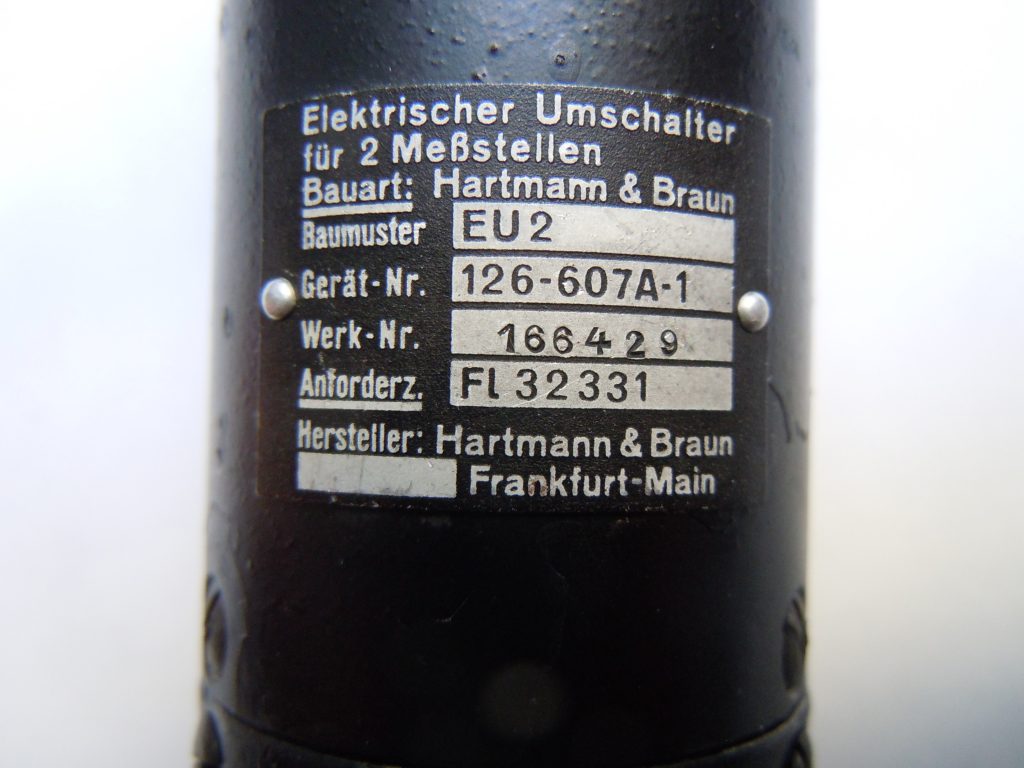 Elektrischer Umschalter
für 2 Meßstellen
Bauart: Hartmann & Braun
Baumuster EU2
Gerät-Nr. 126-607A-1
Werk-Nr. 166429
Anforderz. Fl 32331
Hersteller: Hartmann & Braun
Frankfurt-Main